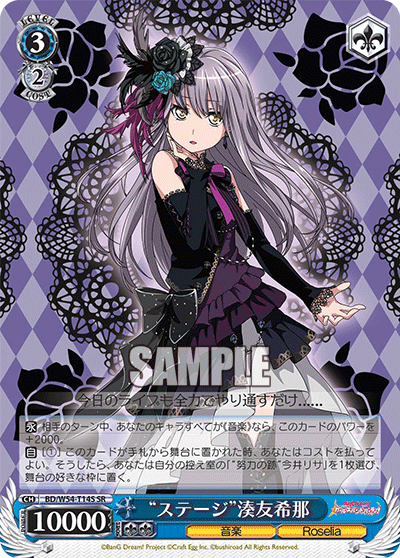 LEVEL
3
2
COST
SAMPLE
今日のライブも全力でやり通すだけ……
永 相手のターン中、あなたのキャラすべてが《音楽》なら、このカードのパワーを
+2000。
自 このカードが手札から舞台に置かれた時、あなたはコストを払ってよ
い。そうしたら、あなたは自分の控え室の「“努力の跡”今井リサ」を1枚選び、
舞台の好きな枠に置く。
CH BD/W54-T14S SR
“ステージ”湊友希那
POWER
10000
音楽
Roselia
©BanG Dream! Project ©Craft Egg Inc. ©bushiroad All Rights Reserved.